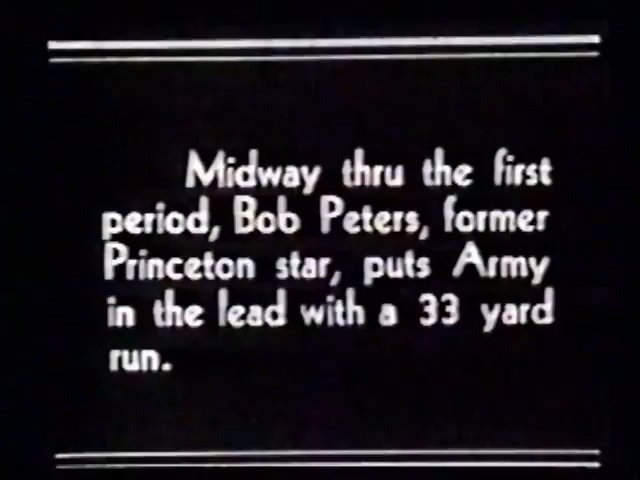 Midway thru the first
period, Bob Peters, former
Princeton star, puts Army
in the lead with a 33 yard
run.